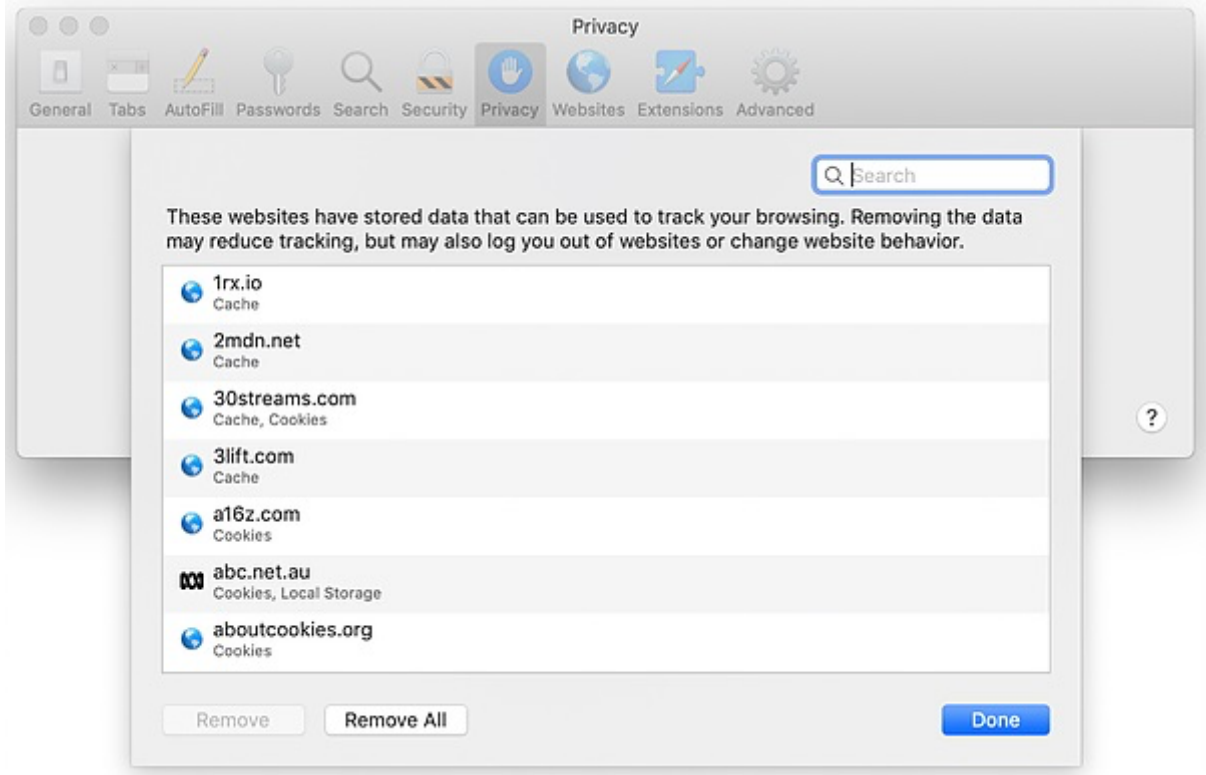 Privacy
General Tabs AutoFill Passwords Search Security Privacy Websites Extensions Advanced
Search
These websites have stored data that can be used to track your browsing. Removing the data
may reduce tracking, but may also log you out of websites or change website behavior.
1rx.io
Cache
2mdn.net
Cache
30streams.com
Cache, Cookies
3lift.com
Cache
a16z.com
Cookies
abc.net.au
Cookies, Local Storage
aboutcookies.org
Cookies
?
Remove Remove All Done